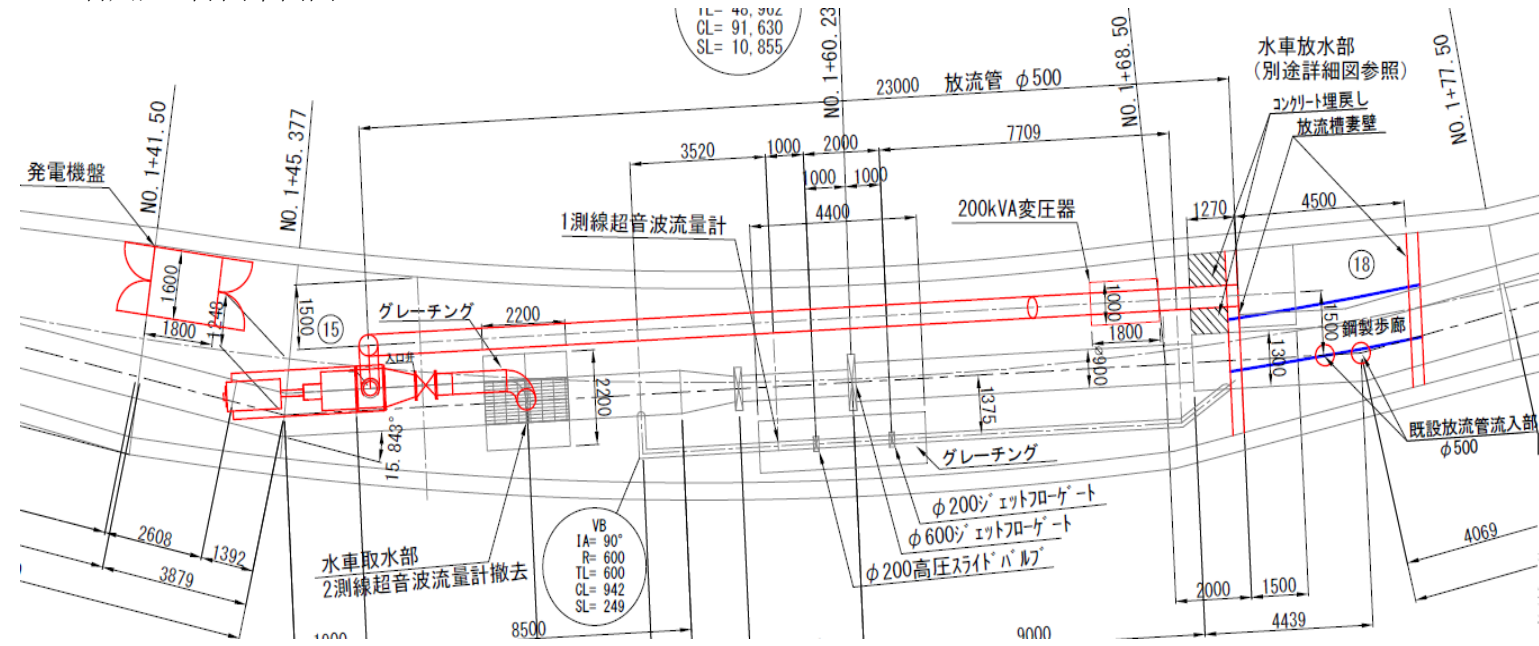 CL= 91,630
SL= 10,855
NO. 1+60. 23
NO. 1+68. 50
NO. 1+77. 50
水車放水部
(別途詳細図参照)
コンクリート埋戻し
放流槽妻壁
23000 放流管 φ500
NO. 1+41. 50
NO. 1+45. 377
発電機盤
3520
1000
2000
7709
1000
1000
4400
200kVA変圧器
1270
4500
1測線超音波流量計
1600
1800
1248
1500
15
グレーチング
2200
入口弁
1000
1800
18
1500
鋼製歩廊
1300
φ900
2200
1375
15. 843°
既設放流管流入部
φ500
グレーチング
φ200ジェットフローゲート
φ600ジェットフローゲート
φ200高圧スライドバルブ
VB
IA= 90°
R= 600
TL= 600
CL= 942
SL= 249
水車取水部
2測線超音波流量計撤去
2608
1392
3879
8500
9000
2000
1500
4439
4069